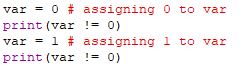 var = 0 # assigning 0 to var
print(var != 0)
var = 1 # assigning 1 to var
print(var != 0)